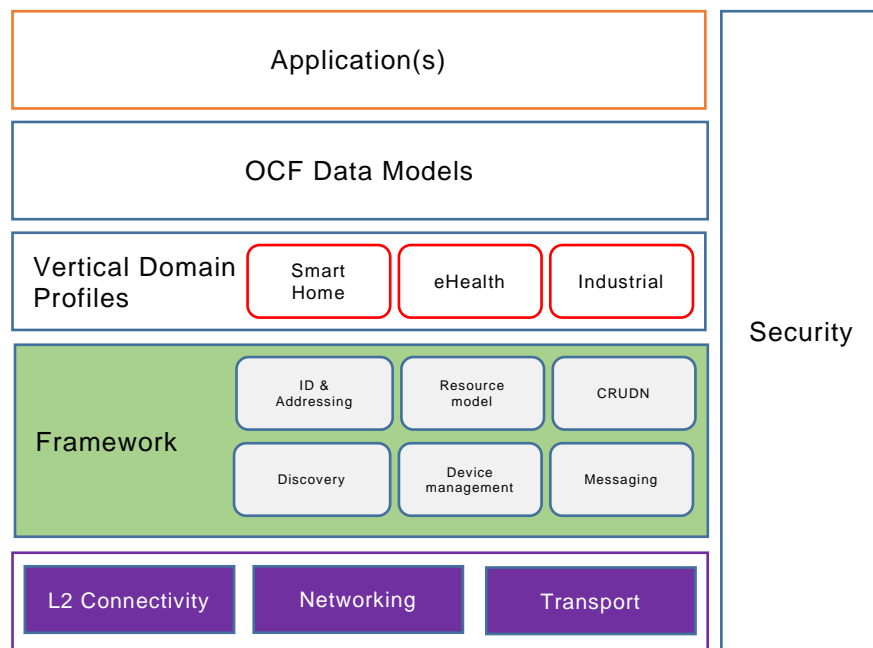 Application(s)
OCF Data Models
Vertical Domain
Profiles
Smart
Home
eHealth
Industrial
Framework
ID &
Addressing
Resource
model
CRUDN
Discovery
Device
management
Messaging
L2 Connectivity
Networking
Transport
Security